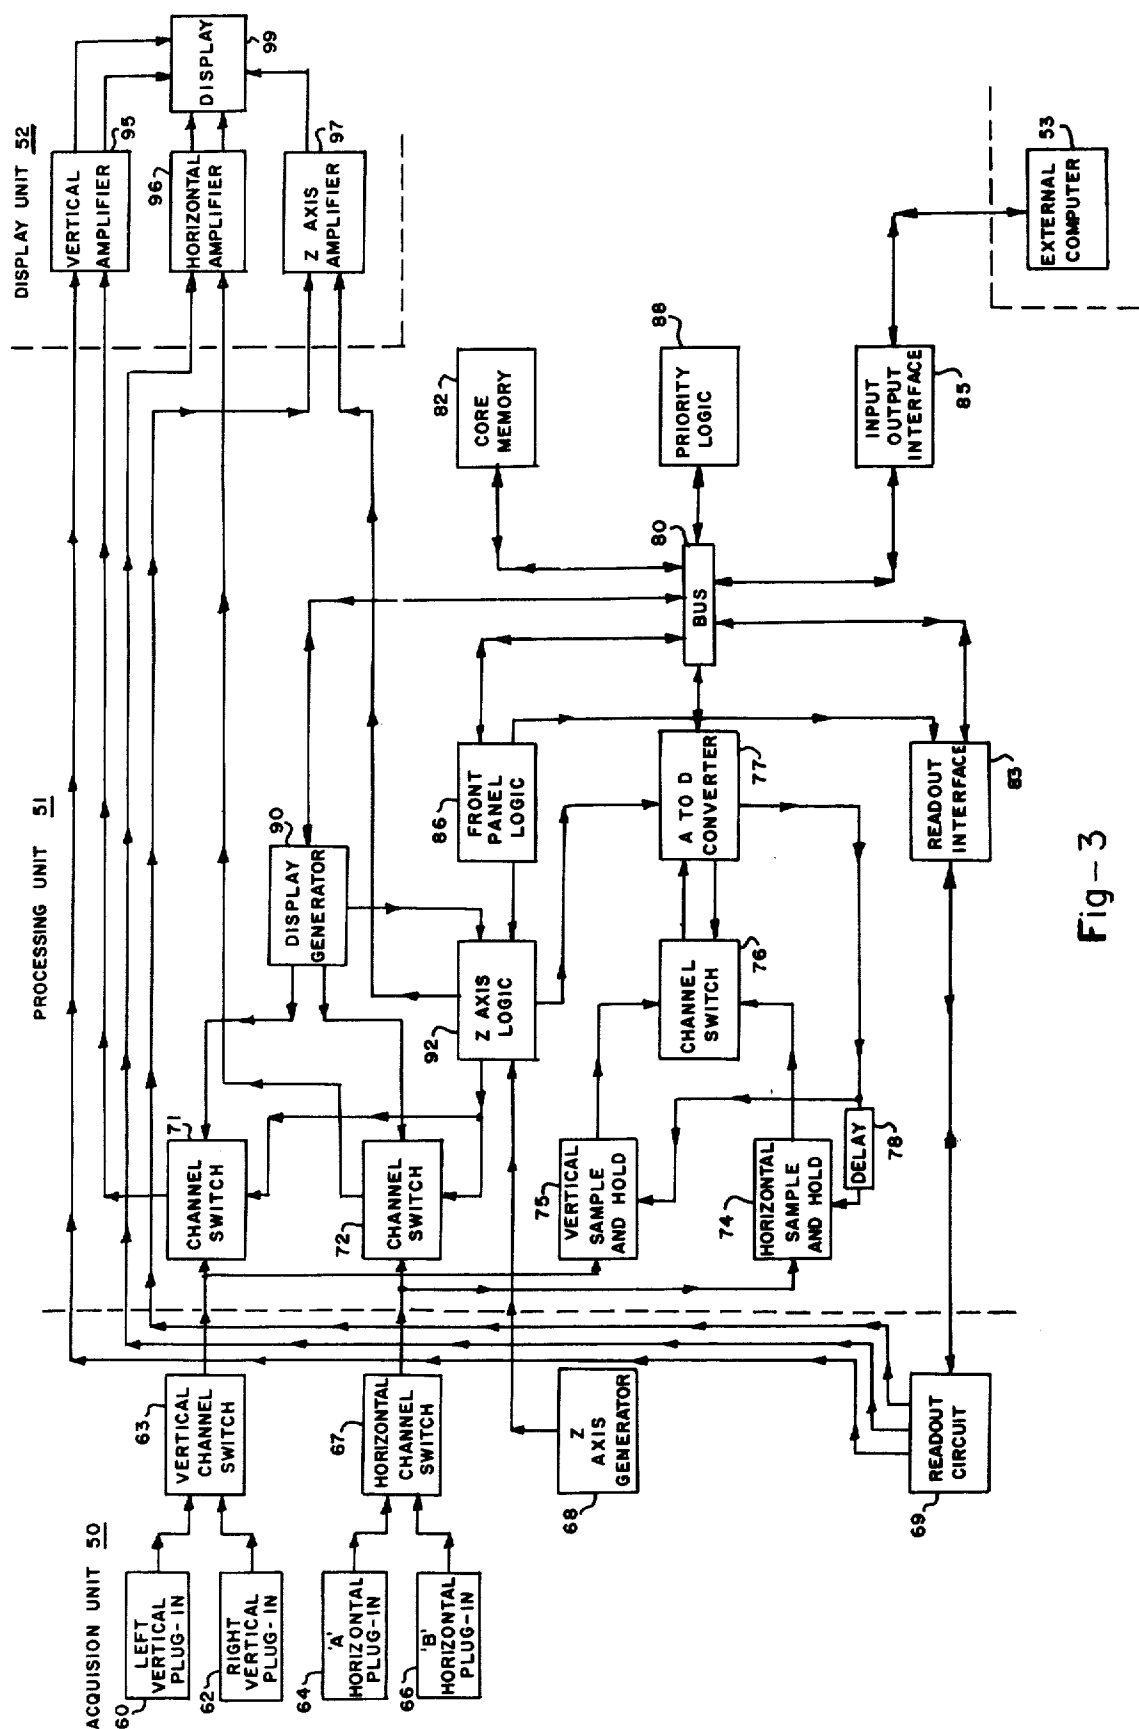 ACQUISION UNIT 50
LEFT
VERTICAL
PLUG-IN
60
RIGHT
VERTICAL
PLUG-IN
62
'A'
HORIZONTAL
PLUG-IN
64
'B'
HORIZONTAL
PLUG-IN
66
63
VERTICAL
CHANNEL
SWITCH
67
HORIZONTAL
CHANNEL
SWITCH
Z
AXIS
GENERATOR
68
READOUT
CIRCUIT
69
PROCESSING UNIT 51
71
CHANNEL
SWITCH
72
CHANNEL
SWITCH
75
VERTICAL
SAMPLE
AND HOLD
74
HORIZONTAL
SAMPLE
AND HOLD
DELAY
78
90
DISPLAY
GENERATOR
92
Z AXIS
LOGIC
CHANNEL
SWITCH
76
86
FRONT
PANEL
LOGIC
A TO D
CONVERTER
77
READOUT
INTERFACE
83
80
BUS
82
CORE
MEMORY
88
PRIORITY
LOGIC
INPUT
OUTPUT
INTERFACE
85
DISPLAY UNIT 52
VERTICAL
AMPLIFIER
95
96
HORIZONTAL
AMPLIFIER
Z AXIS
AMPLIFIER
97
DISPLAY
99
53
EXTERNAL
COMPUTER
Fig-3